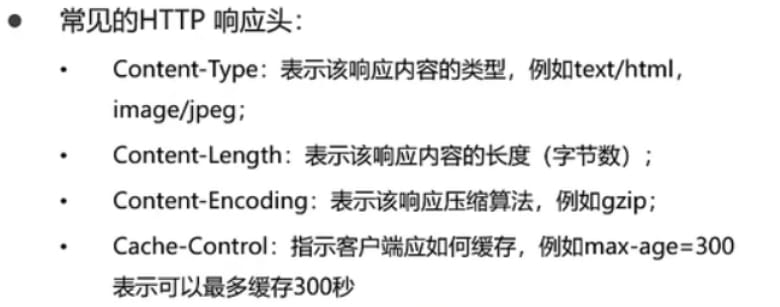 ● 常见的HTTP 响应头：
• Content-Type：表示该响应内容的类型，例如text/html，
image/jpeg；
• Content-Length：表示该响应内容的长度（字节数）；
• Content-Encoding：表示该响应压缩算法，例如gzip；
• Cache-Control：指示客户端应如何缓存，例如max-age=300
表示可以最多缓存300秒